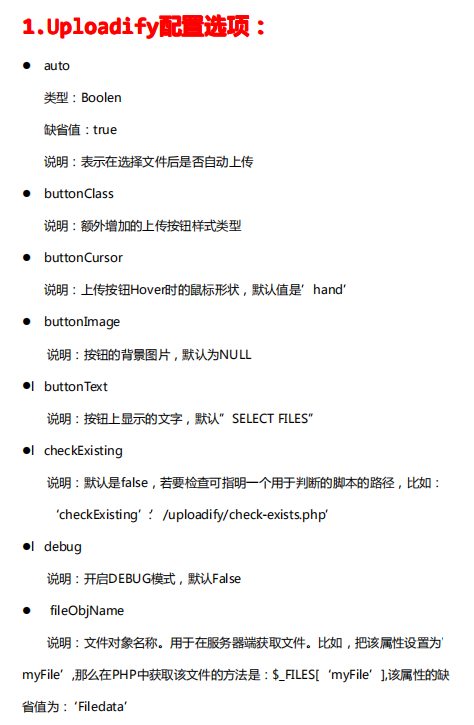 1.Uploadify配置选项：
● auto
类型：Boolen
缺省值：true
说明：表示在选择文件后是否自动上传
● buttonClass
说明：额外增加的上传按钮样式类型
● buttonCursor
说明：上传按钮Hover时的鼠标形状，默认值是’hand’
● buttonImage
说明：按钮的背景图片，默认为NULL
●l buttonText
说明：按钮上显示的文字，默认”SELECT FILES”
●l checkExisting
说明：默认是false，若要检查可指明一个用于判断的脚本的路径，比如：
‘checkExisting’:’/uploadify/check-exists.php’
●l debug
说明：开启DEBUG模式，默认False
● fileObjName
说明：文件对象名称。用于在服务器端获取文件。比如，把该属性设置为’
myFile’,那么在PHP中获取该文件的方法是：$_FILES[‘myFile’],该属性的缺
省值为：‘Filedata’